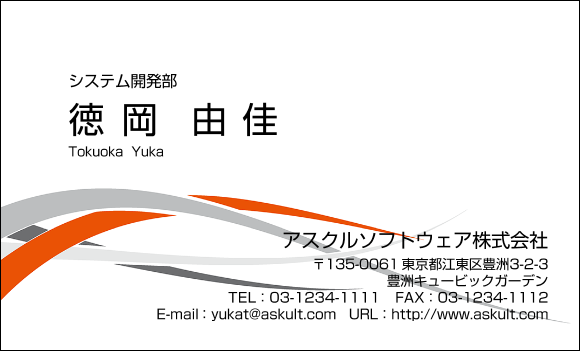 システム開発部
徳岡 由佳
Tokuoka Yuka
アスクルソフトウェア株式会社
〒135-0061 東京都江東区豊洲3-2-3
豊洲キュービックガーデン
TEL：03-1234-1111 FAX：03-1234-1112
E-mail：yukat@askult.com URL：http://www.askult.com